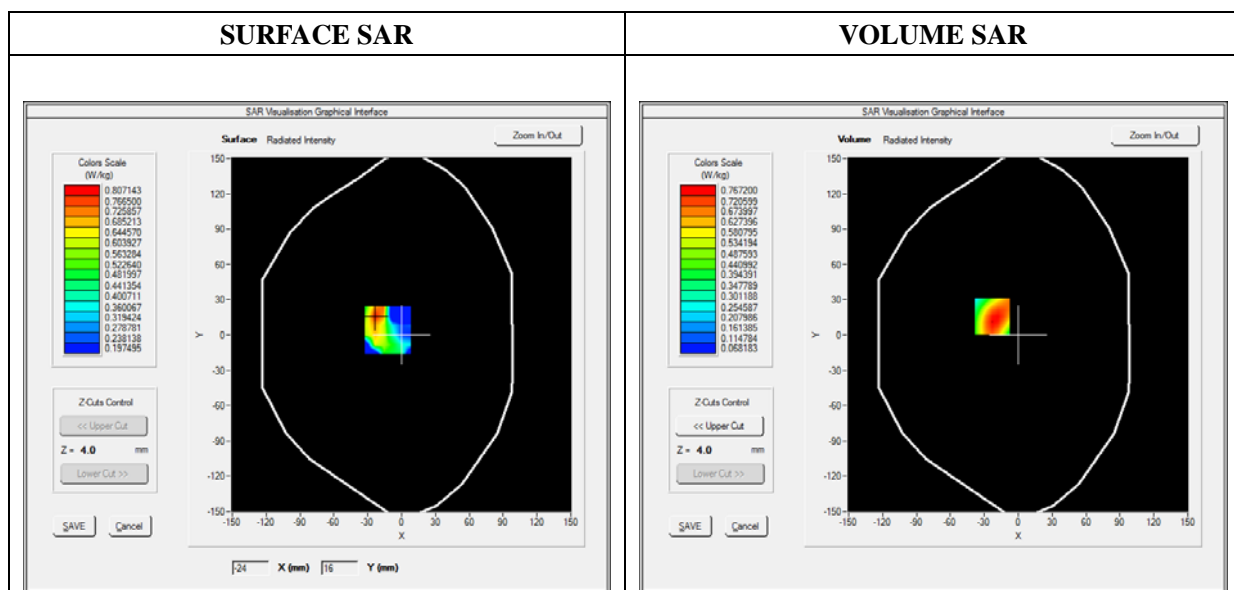 SURFACE SAR
VOLUME SAR
SAR Visualisation Graphical Interface
Surface Radiated Intensity
Zoom In/Out
Colors Scale
(W/kg)
0.807143
0.766500
0.725857
0.685213
0.644570
0.603927
0.563284
0.522640
0.481997
0.441354
0.400711
0.360067
0.319424
0.278781
0.238138
0.197495
Z-Cuts Control
<< Upper Cut
Z = 4.0 mm
Lower Cut >>
SAVE Cancel
150
120
90
60
30
0
-30
-60
-90
-120
-150
Y
-150 -120 -90 -60 -30 0 30 60 90 120 150
X
-24 X (mm) 16 Y (mm)
SAR Visualisation Graphical Interface
Volume Radiated Intensity
Zoom In/Out
Colors Scale
(W/kg)
0.767200
0.720599
0.673997
0.627396
0.580795
0.534194
0.487593
0.440992
0.394391
0.347789
0.301188
0.254587
0.207986
0.161385
0.114784
0.068183
Z-Cuts Control
<< Upper Cut
Z = 4.0 mm
Lower Cut >>
SAVE Cancel
150
120
90
60
30
0
-30
-60
-90
-120
-150
Y
-150 -120 -90 -60 -30 0 30 60 90 120 150
X